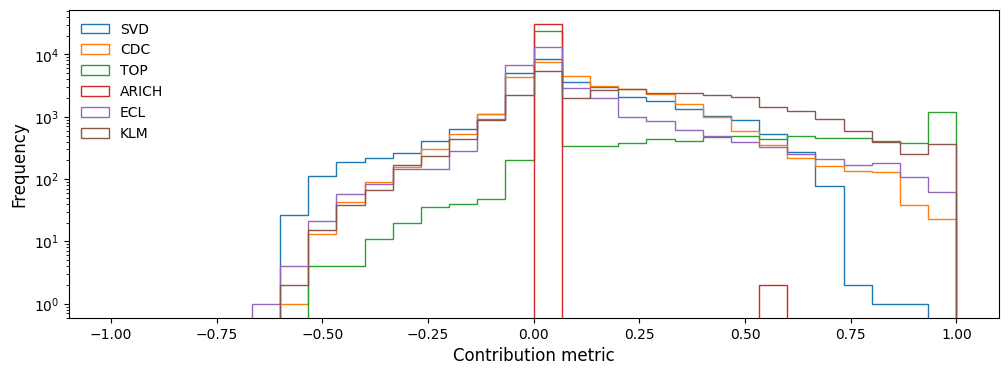 SVD
CDC
TOP
ARICH
ECL
KLM
Frequency
10⁴
10³
10²
10¹
10⁰
−1.00 −0.75 −0.50 −0.25 0.00 0.25 0.50 0.75 1.00
Contribution metric